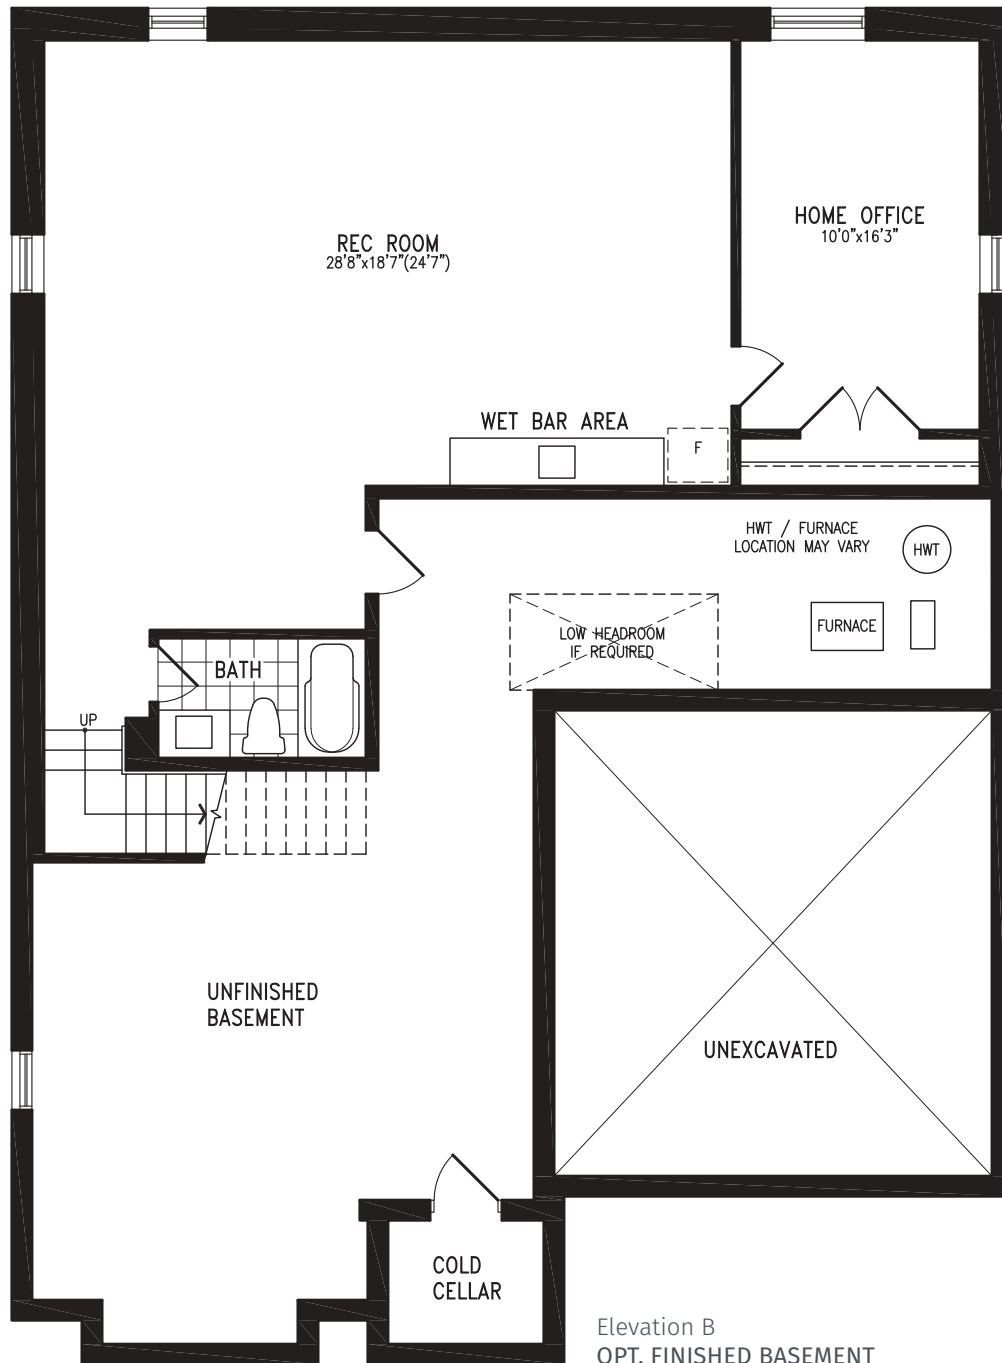 HOME OFFICE
10'0"x16'3"
REC ROOM
28'8"x18'7"(24'7")
WET BAR AREA
F
HWT / FURNACE
LOCATION MAY VARY
HWT
FURNACE
LOW HEADROOM
IF REQUIRED
BATH
UP
UNFINISHED
BASEMENT
UNEXCAVATED
COLD
CELLAR
Elevation B
OPT. FINISHED BASEMENT